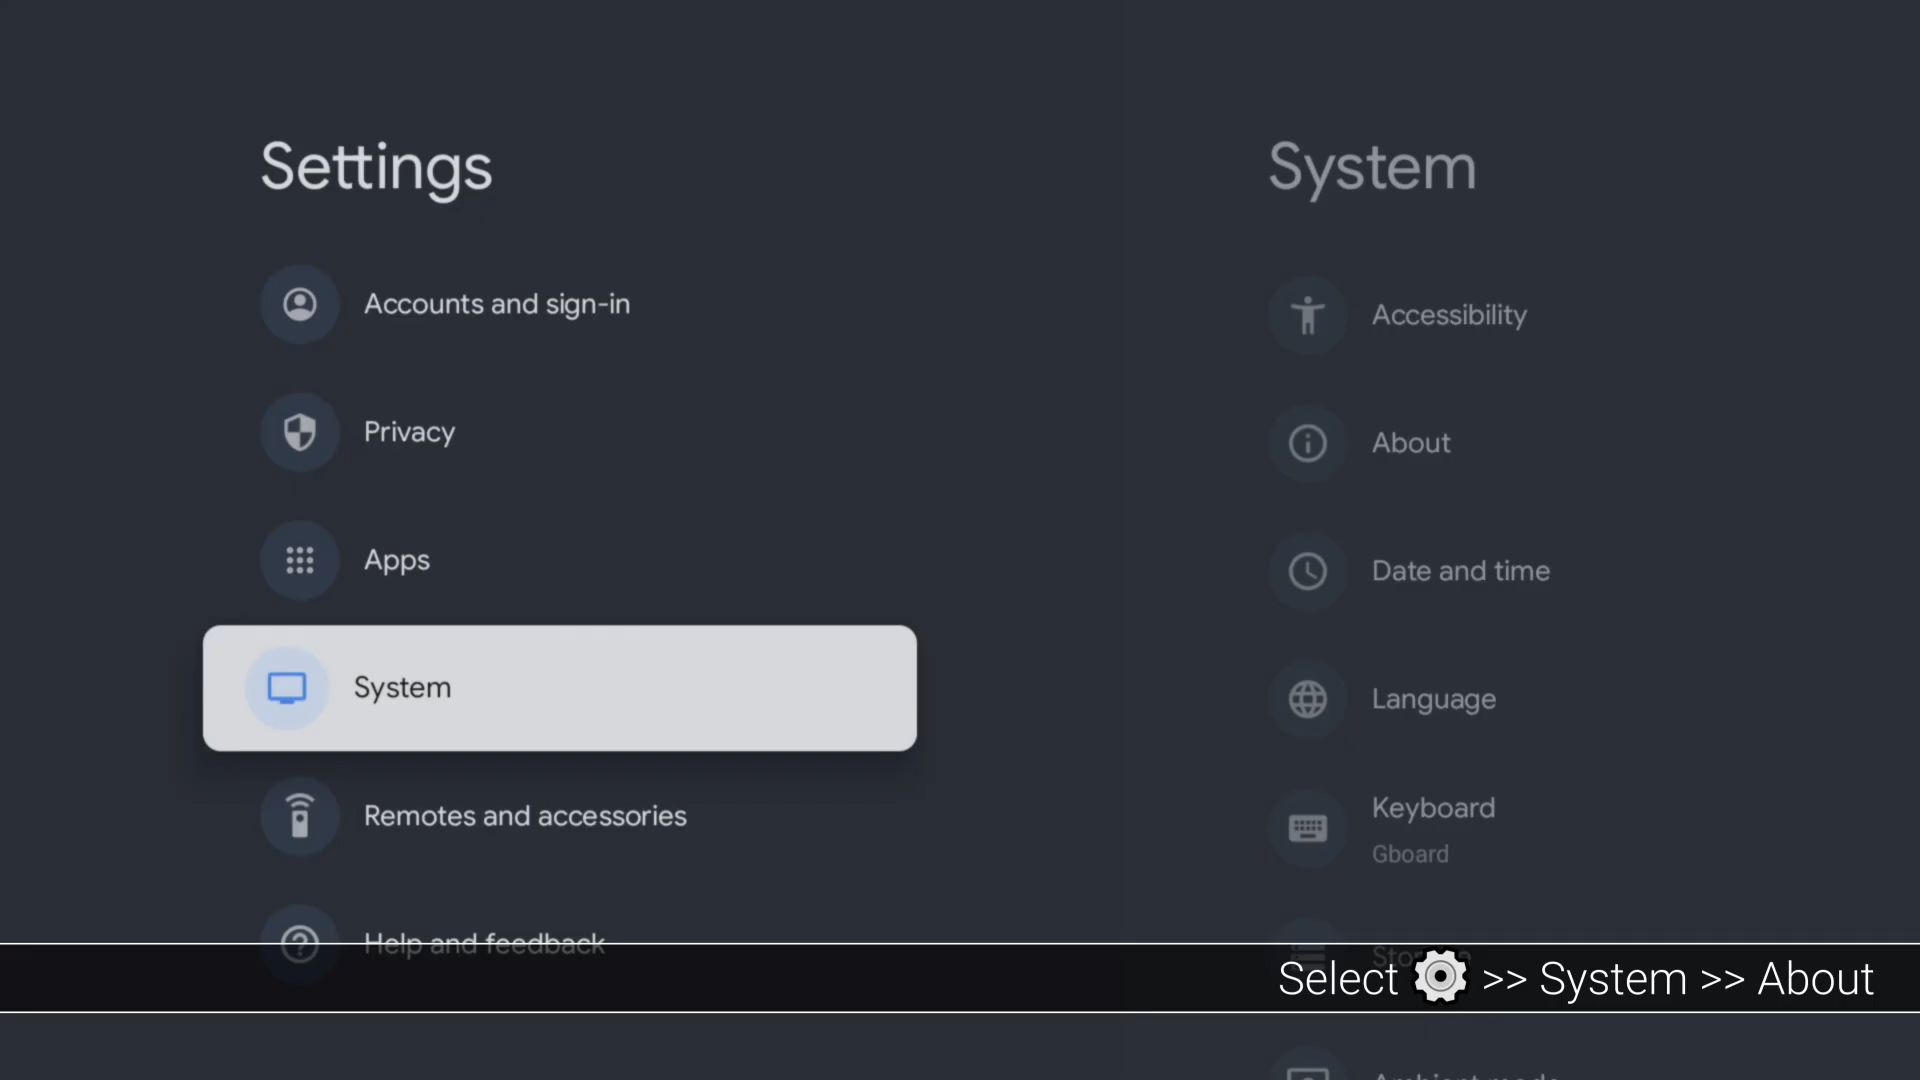 Settings
Accounts and sign-in
Privacy
Apps
System
Remotes and accessories
Help and feedback
System
Accessibility
About
Date and time
Language
Keyboard
Gboard
Select >> System >> About